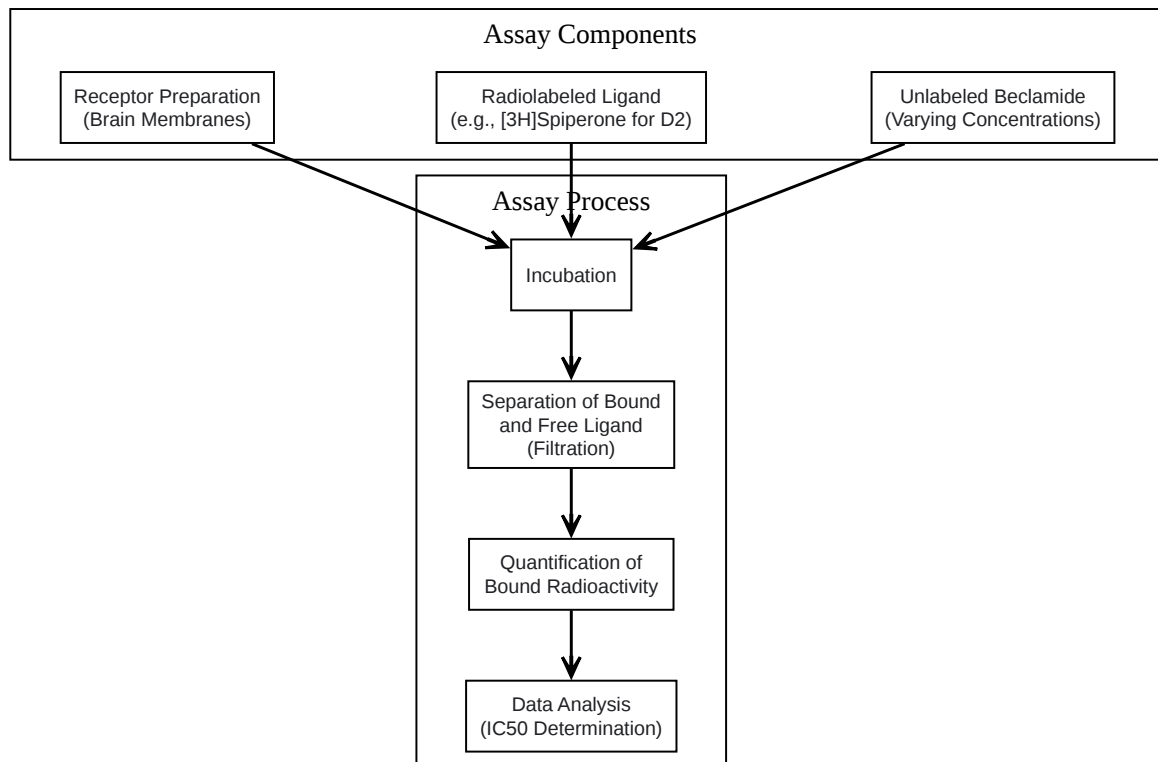 Assay Components
Receptor Preparation
(Brain Membranes)
Radiolabeled Ligand
(e.g., [3H]Spiperone for D2)
Unlabeled Beclamide
(Varying Concentrations)
Assay Process
Incubation
Separation of Bound
and Free Ligand
(Filtration)
Quantification of
Bound Radioactivity
Data Analysis
(IC50 Determination)